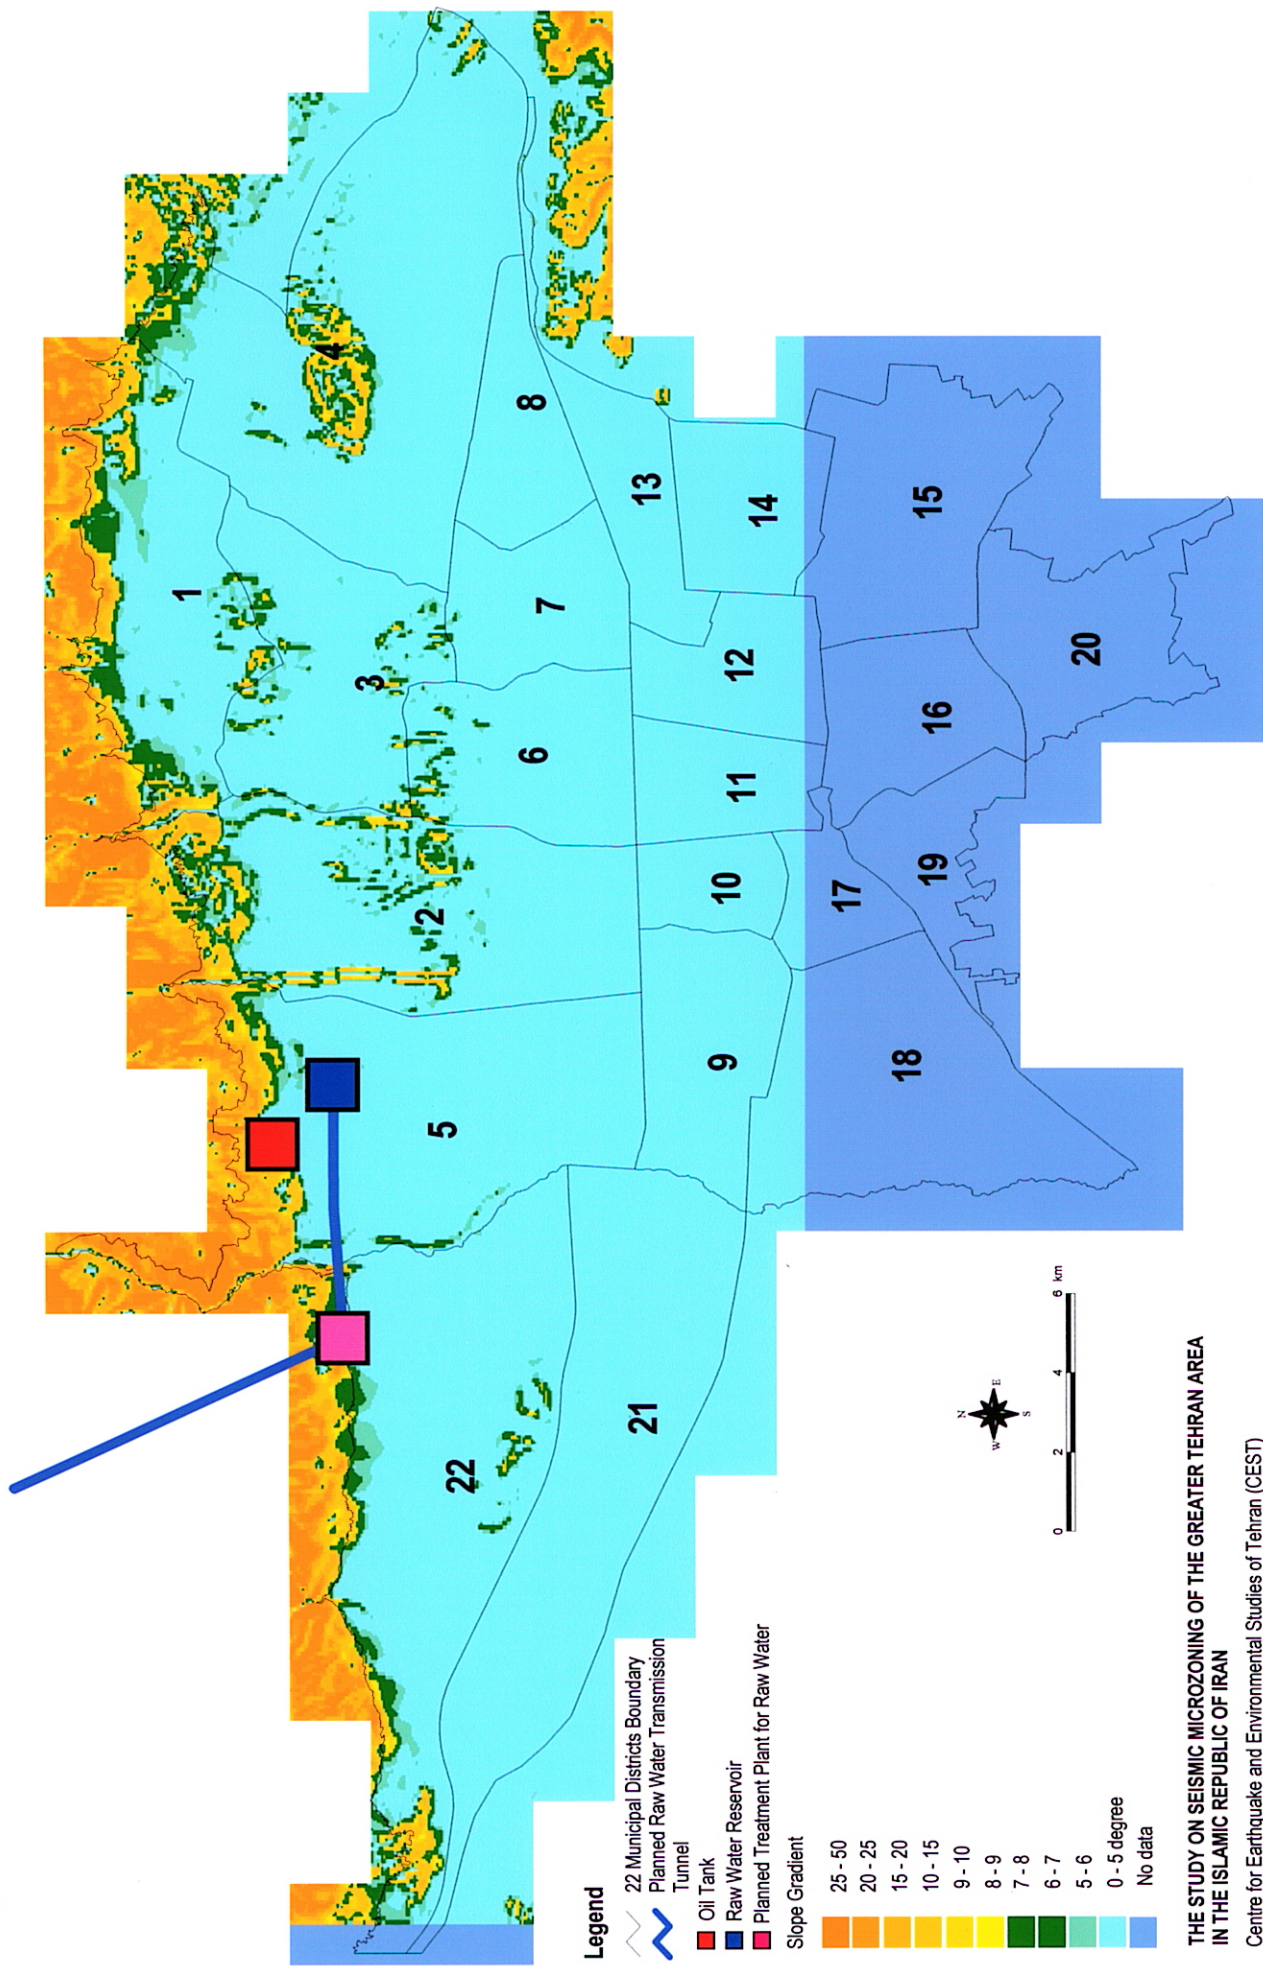 1
2
3
4
5
6
7
8
9
10
11
12
13
14
15
16
17
18
19
20
21
22
N
W
E
S
0 2 4 6 km
Legend
22 Municipal Districts Boundary
Planned Raw Water Transmission
Tunnel
Oil Tank
Raw Water Reservoir
Planned Treatment Plant for Raw Water
Slope Gradient
25 - 50
20 - 25
15 - 20
10 - 15
9 - 10
8 - 9
7 - 8
6 - 7
5 - 6
0 - 5 degree
No data
THE STUDY ON SEISMIC MICROZONING OF THE GREATER TEHRAN AREA
IN THE ISLAMIC REPUBLIC OF IRAN
Centre for Earthquake and Environmental Studies of Tehran (CEST)